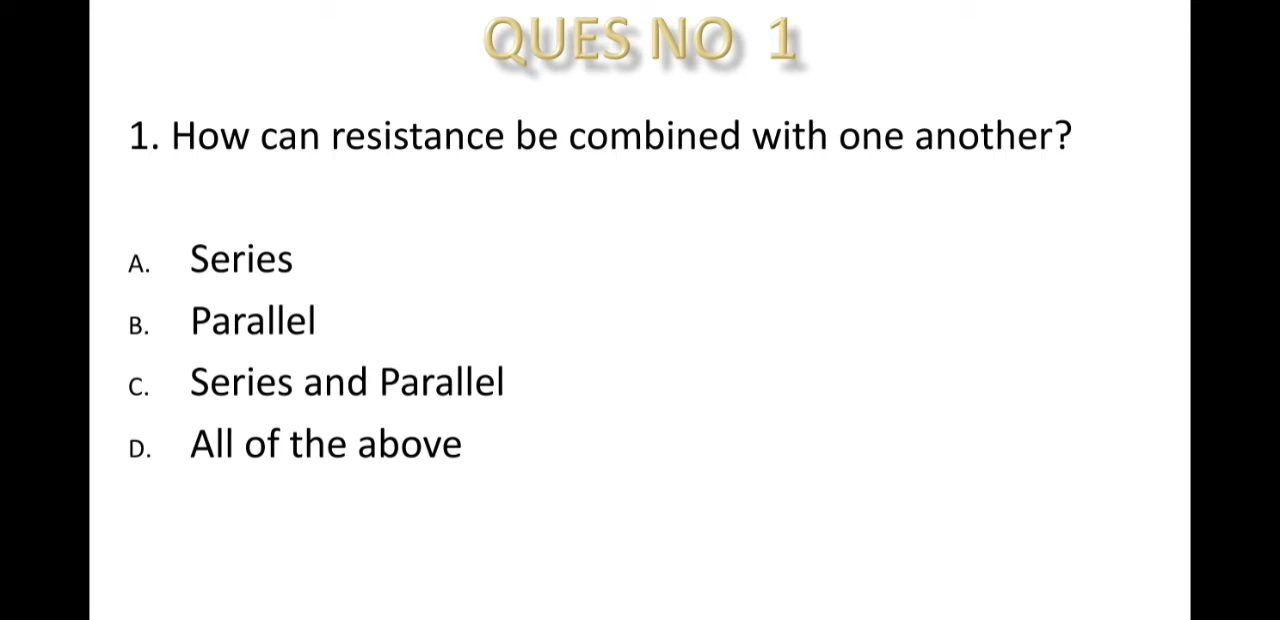 QUES NO 1
1. How can resistance be combined with one another?
A. Series
B. Parallel
C. Series and Parallel
D. All of the above